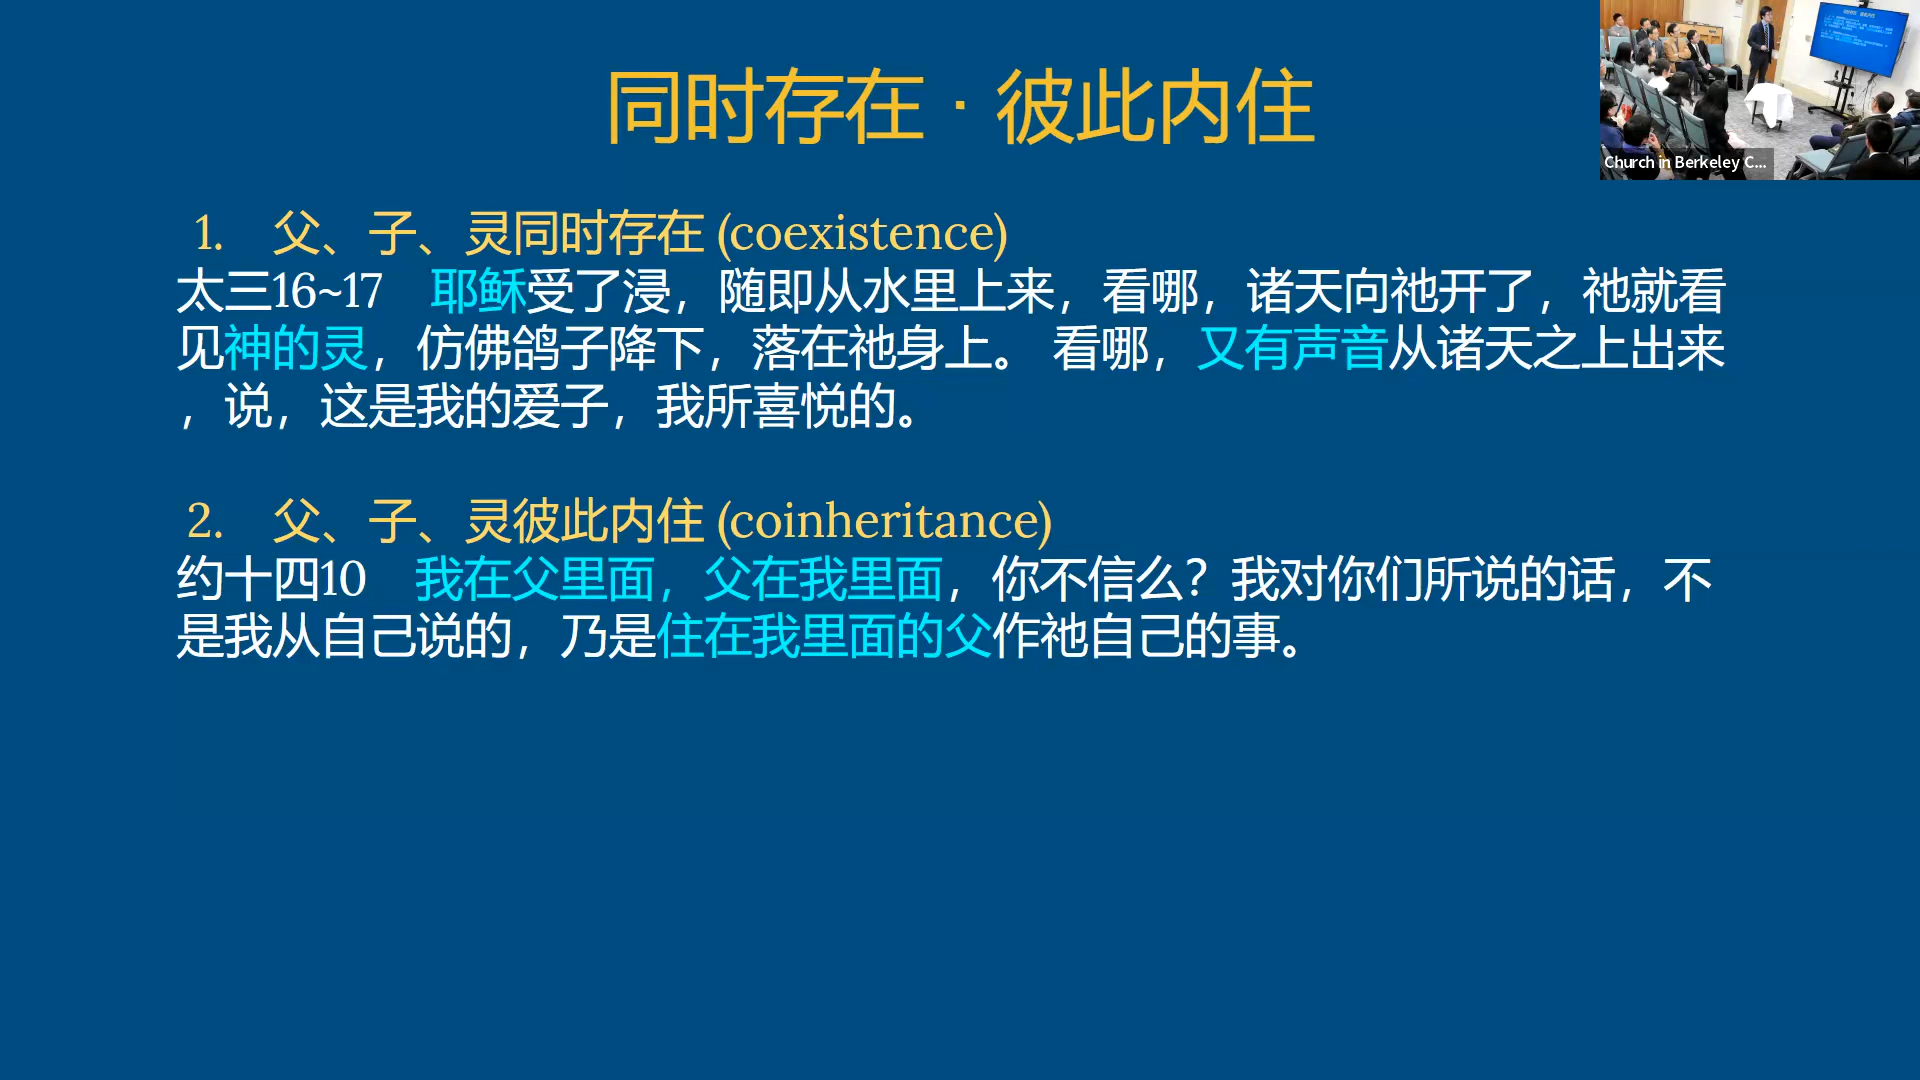 同时存在 · 彼此内住
Church in Berkeley C...
1. 父、子、灵同时存在 (coexistence)
太三16~17 耶稣受了浸，随即从水里上来，看哪，诸天向祂开了，祂就看
见神的灵，仿佛鸽子降下，落在祂身上。 看哪，又有声音从诸天之上出来
，说，这是我的爱子，我所喜悦的。
2. 父、子、灵彼此内住 (coinheritance)
约十四10 我在父里面，父在我里面，你不信么？我对你们所说的话，不
是我从自己说的，乃是住在我里面的父作祂自己的事。